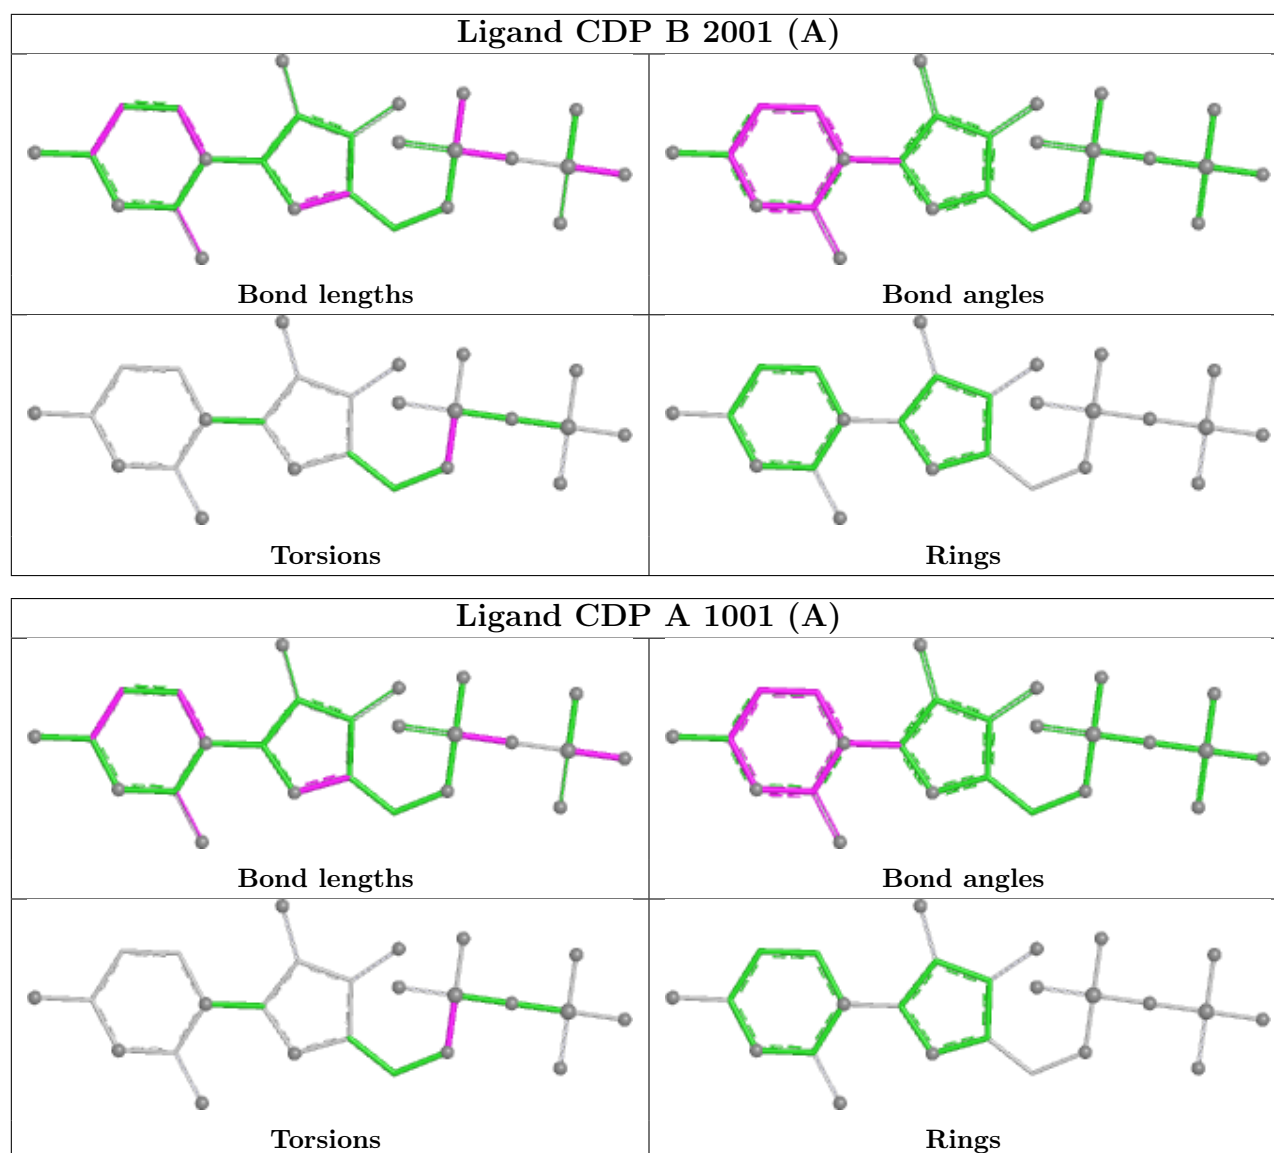 Ligand CDP B 2001 (A)
Bond lengths
Bond angles
Torsions
Rings
Ligand CDP A 1001 (A)
Bond lengths
Bond angles
Torsions
Rings